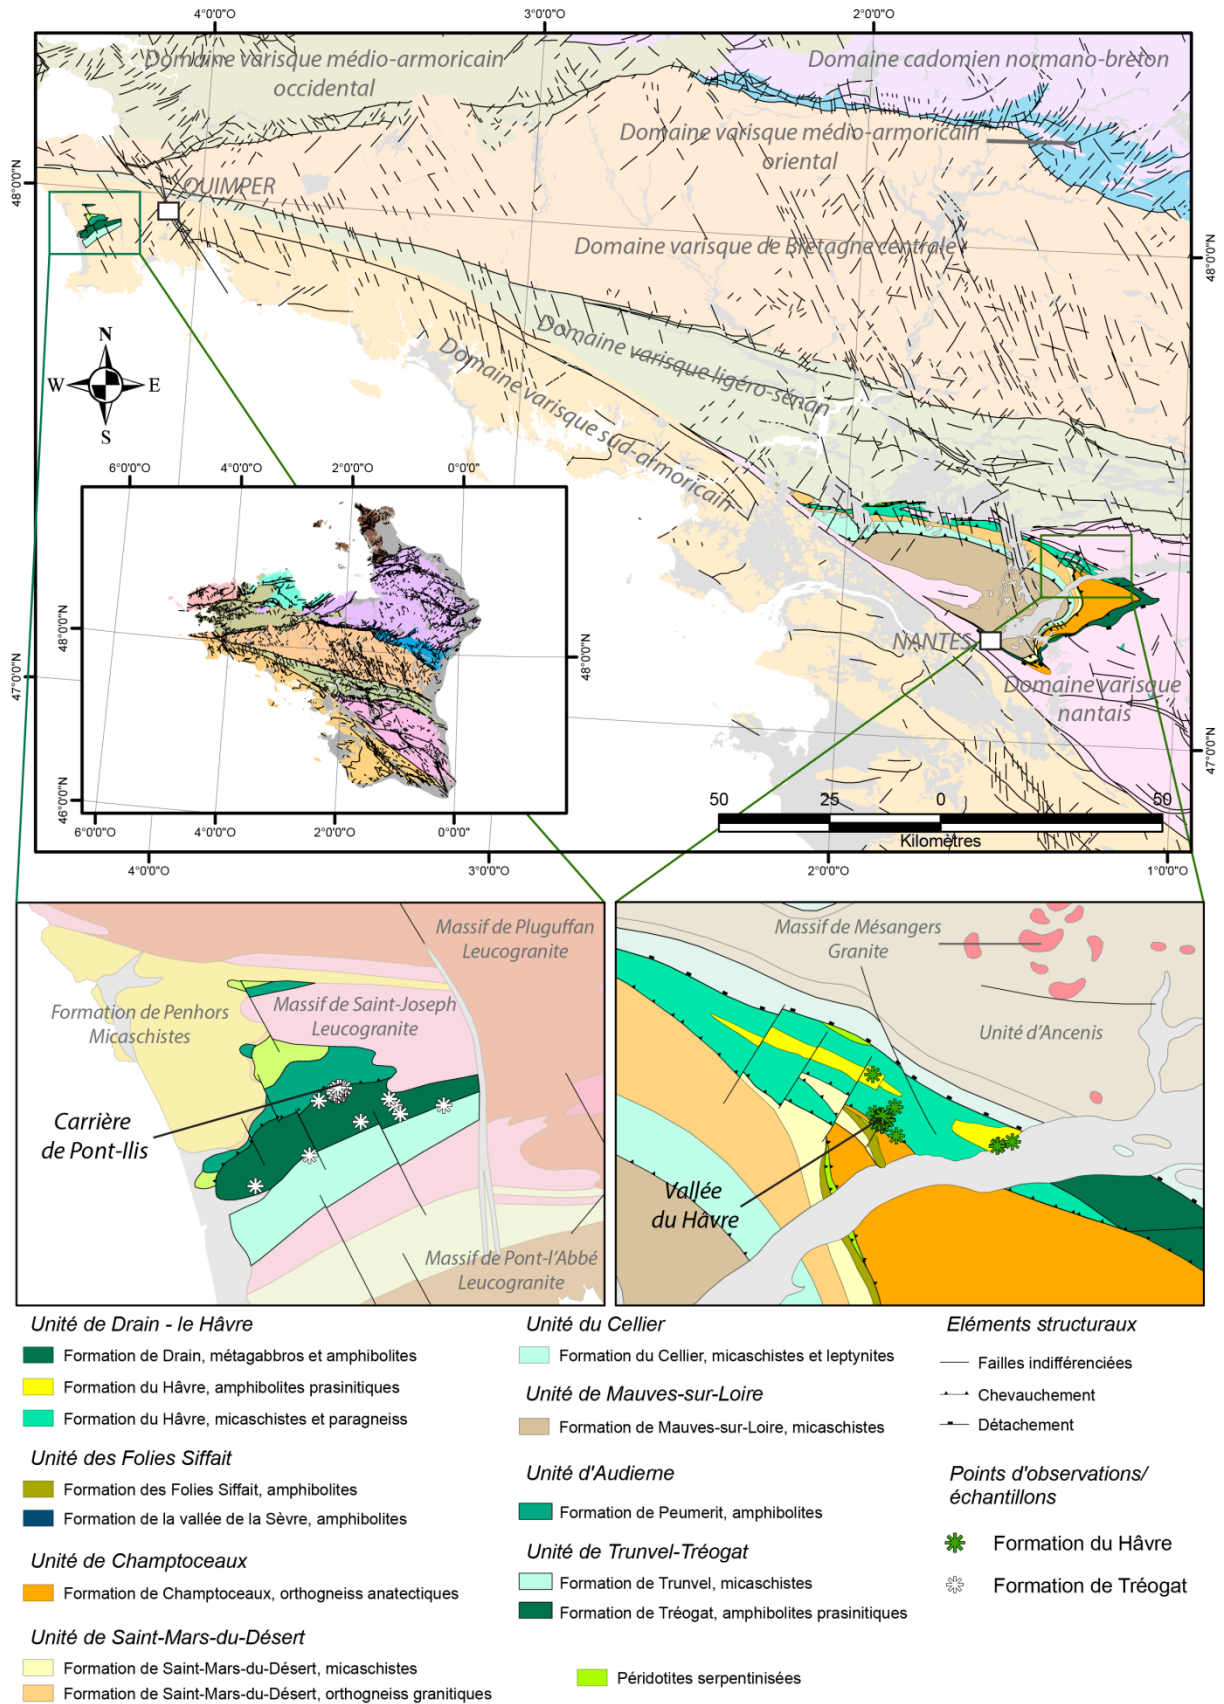 4°0'0"O
3°0'0"O
2°0'0"O
Domaine varisque médio-armoricain
occidental
Domaine cadomien normano-breton
Domaine varisque médio-armoricain
oriental
48°0'0"N
QUIMPER
Domaine varisque de Bretagne centrale
48°0'0"N
N
W
E
S
Domaine varisque ligéro-sénan
Domaine varisque sud-armoricain
6°0'0"O
4°0'0"O
2°0'0"O
0°0'0"
48°0'0"N
48°0'0"N
46°0'0"N
6°0'0"O
4°0'0"O
2°0'0"O
0°0'0"
47°0'0"N
NANTES
Domaine varisque
nantais
47°0'0"N
50
25
0
50
Kilomètres
4°0'0"O
3°0'0"O
2°0'0"O
1°0'0"O
Massif de Pluguffan
Leucogranite
Formation de Penhors
Micaschistes
Massif de Saint-Joseph
Leucogranite
Carrière
de Pont-Ilis
Massif de Pont-l'Abbé
Leucogranite
Massif de Mésangers
Granite
Unité d'Ancenis
Vallée
du Hâvre
Unité de Drain - le Hâvre
Formation de Drain, métagabbros et amphibolites
Formation du Hâvre, amphibolites prasinitiques
Formation du Hâvre, micaschistes et paragneiss
Unité des Folies Siffait
Formation des Folies Siffait, amphibolites
Formation de la vallée de la Sèvre, amphibolites
Unité de Champtoceaux
Formation de Champtoceaux, orthogneiss anatectiques
Unité de Saint-Mars-du-Désert
Formation de Saint-Mars-du-Désert, micaschistes
Formation de Saint-Mars-du-Désert, orthogneiss granitiques
Unité du Cellier
Formation du Cellier, micaschistes et leptynites
Unité de Mauves-sur-Loire
Formation de Mauves-sur-Loire, micaschistes
Unité d'Audierne
Formation de Peumerit, amphibolites
Unité de Trunvel-Tréogat
Formation de Trunvel, micaschistes
Formation de Tréogat, amphibolites prasinitiques
Péridotites serpentinisées
Eléments structuraux
Failles indifférenciées
Chevauchement
Détachement
Points d'observations/
échantillons
Formation du Hâvre
Formation de Tréogat